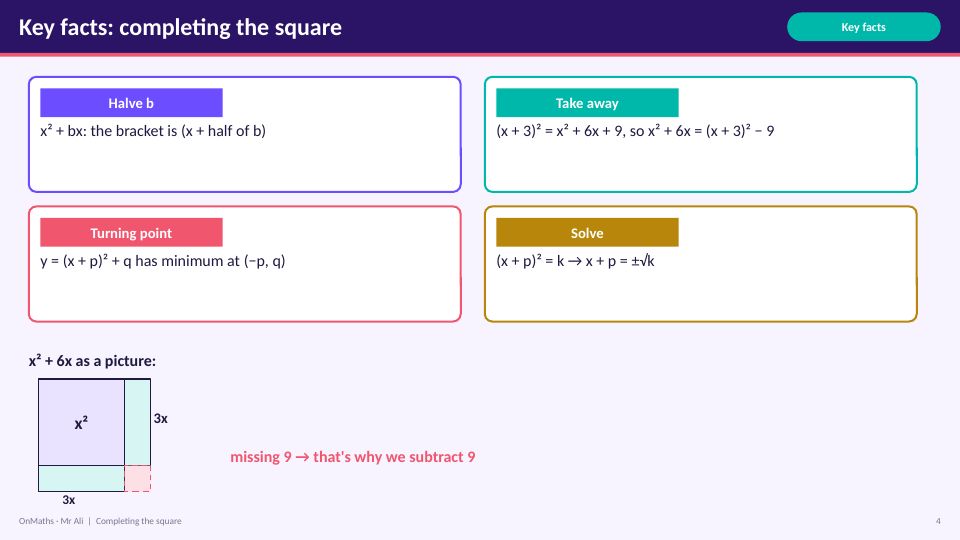 Key facts: completing the square
Key facts
Halve b
x² + bx: the bracket is (x + half of b)
Take away
(x + 3)² = x² + 6x + 9, so x² + 6x = (x + 3)² − 9
Turning point
y = (x + p)² + q has minimum at (−p, q)
Solve
(x + p)² = k → x + p = ±√k
x² + 6x as a picture:
x²
3x
missing 9 → that's why we subtract 9
3x
OnMaths - Mr Ali | Completing the square
4